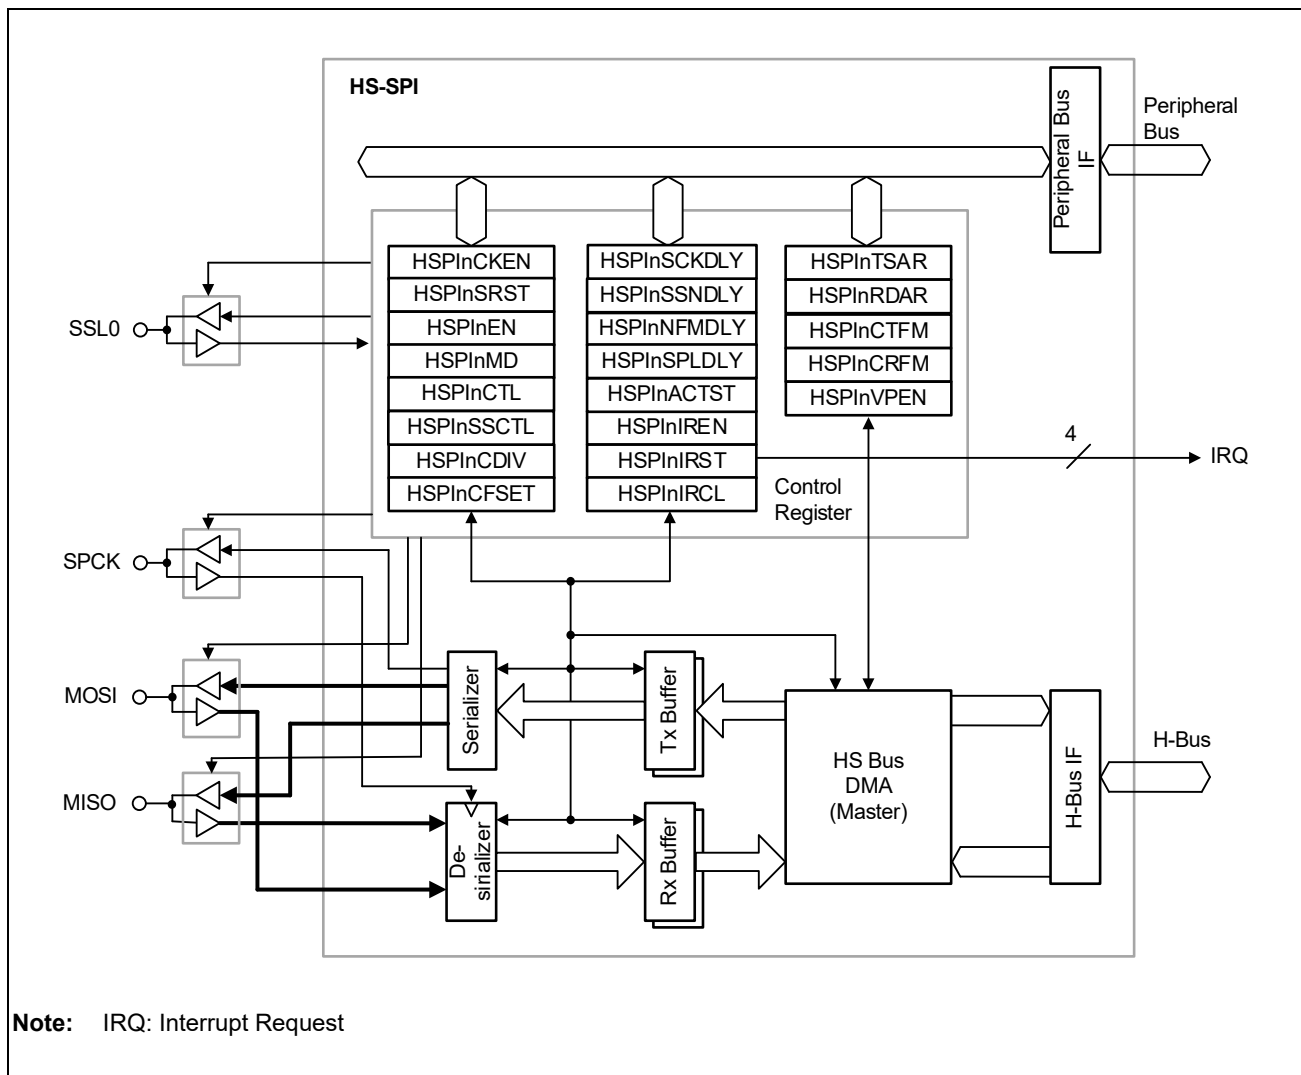 HS-SPI
Peripheral Bus
IF
Peripheral
Bus
HSPInCKEN
HSPInSRST
HSPInEN
HSPInMD
HSPInCTL
HSPInSSCTL
HSPInCDIV
HSPInCFSET
HSPInSCKDLY
HSPInSSNDLY
HSPInNFMDLY
HSPInSPLDLY
HSPInACTST
HSPInIREN
HSPInIRST
HSPInIRCL
HSPInTSAR
HSPInRDAR
HSPInCTFM
HSPInCRFM
HSPInVPEN
SSL0
4
IRQ
Control
Register
SPCK
MOSI
MISO
Serializer
Tx Buffer
De-
sirializer
Rx Buffer
HS Bus
DMA
(Master)
H-Bus IF
H-Bus
Note: IRQ: Interrupt Request